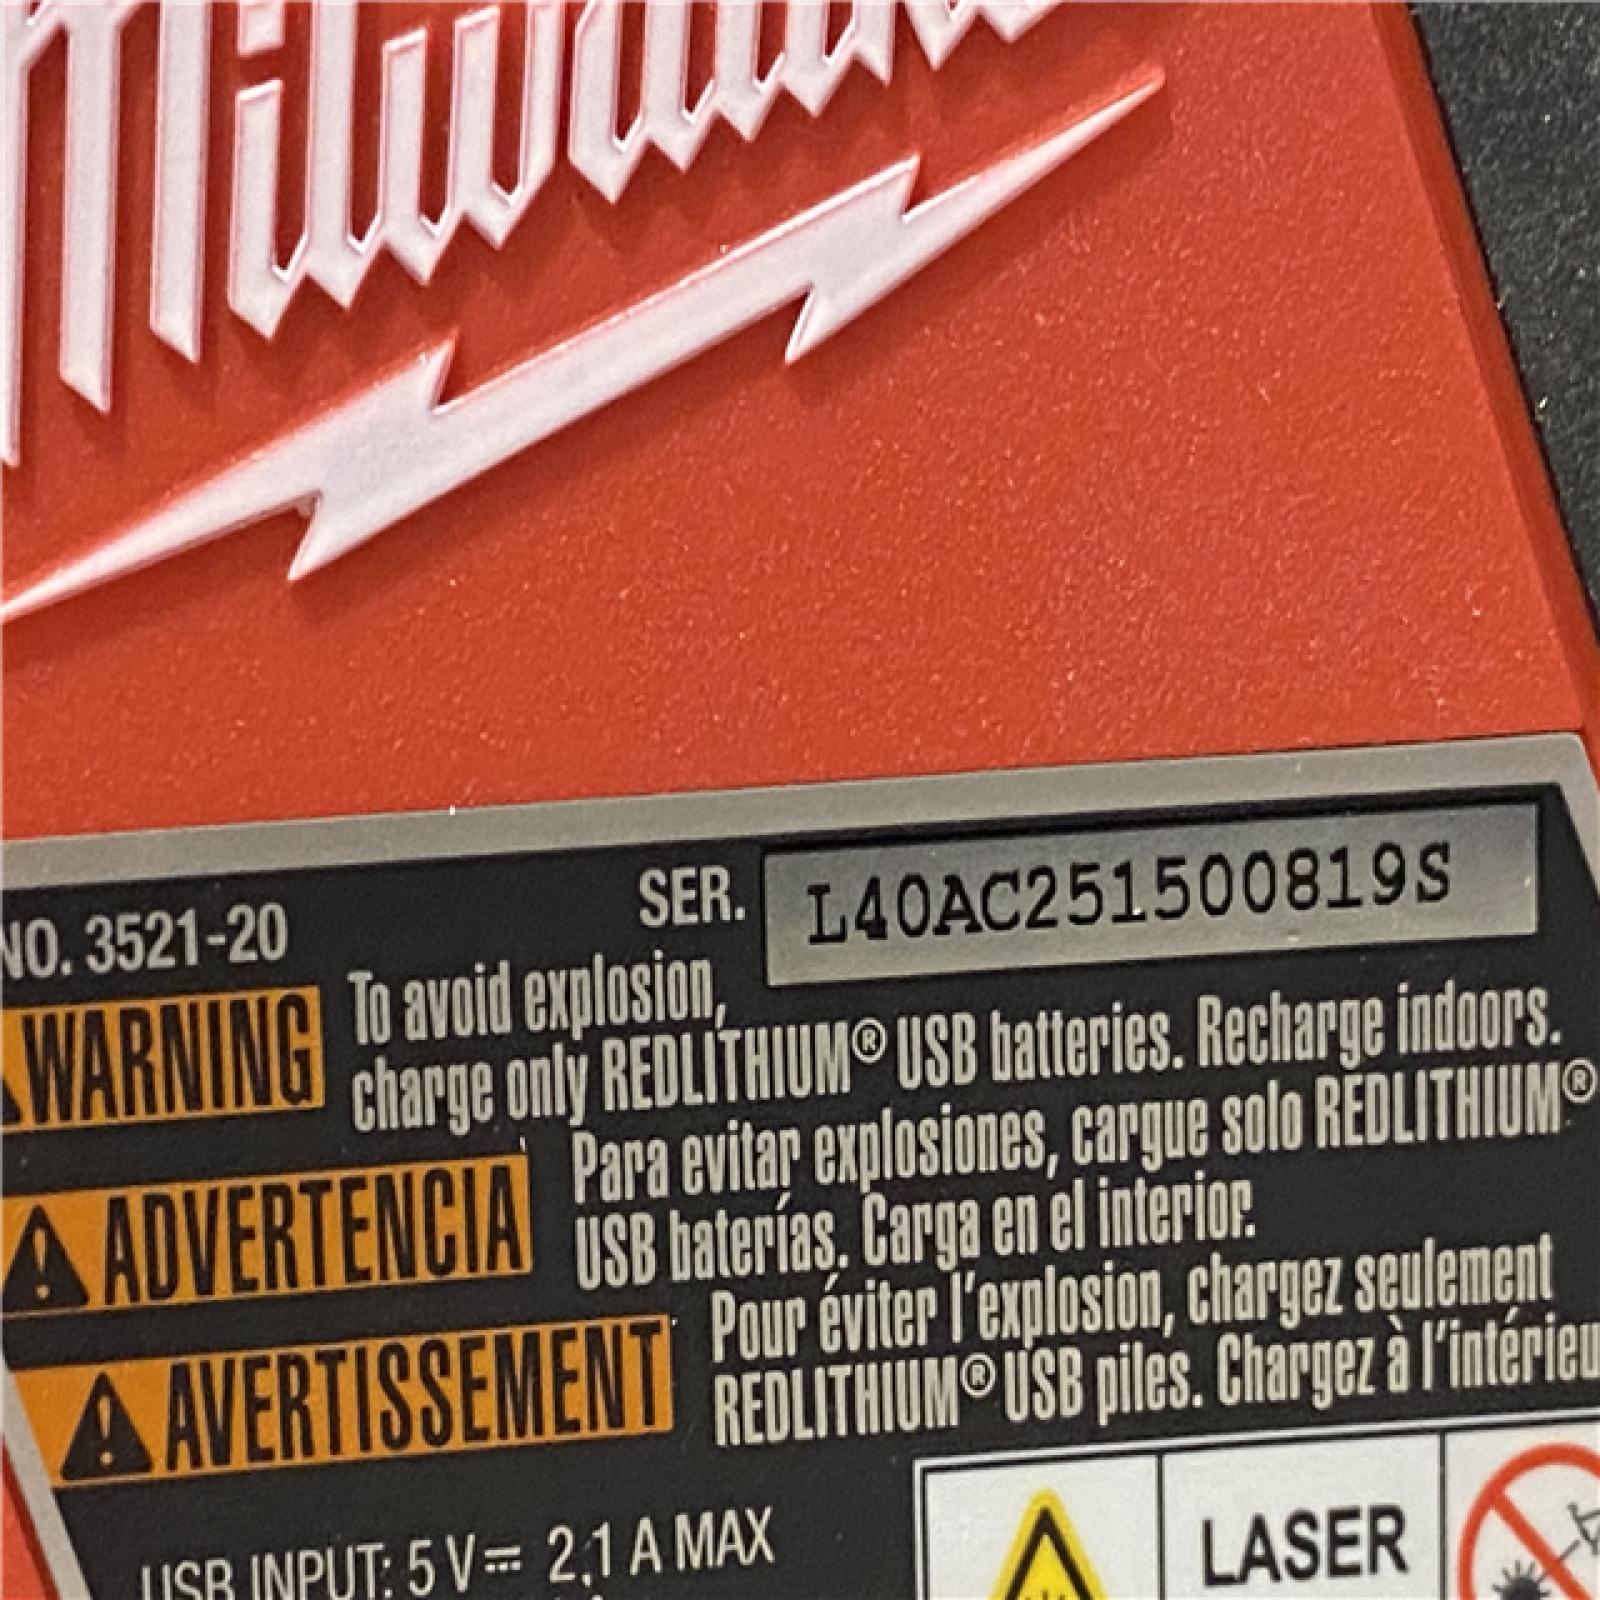 Milwauk
NO. 3521-20
SER. L40AC251500819S
WARNING To avoid explosion,
charge only REDLITHIUM® USB batteries. Recharge indoors.
ADVERTENCIA Para evitar explosiones, cargue solo REDLITHIUM®
USB baterías. Carga en el interior.
AVERTISSEMENT Pour éviter l'explosion, chargez seulement
REDLITHIUM® USB piles. Chargez à l'intérieu
USB INPUT: 5 V⎓ 2,1 A MAX
LASER